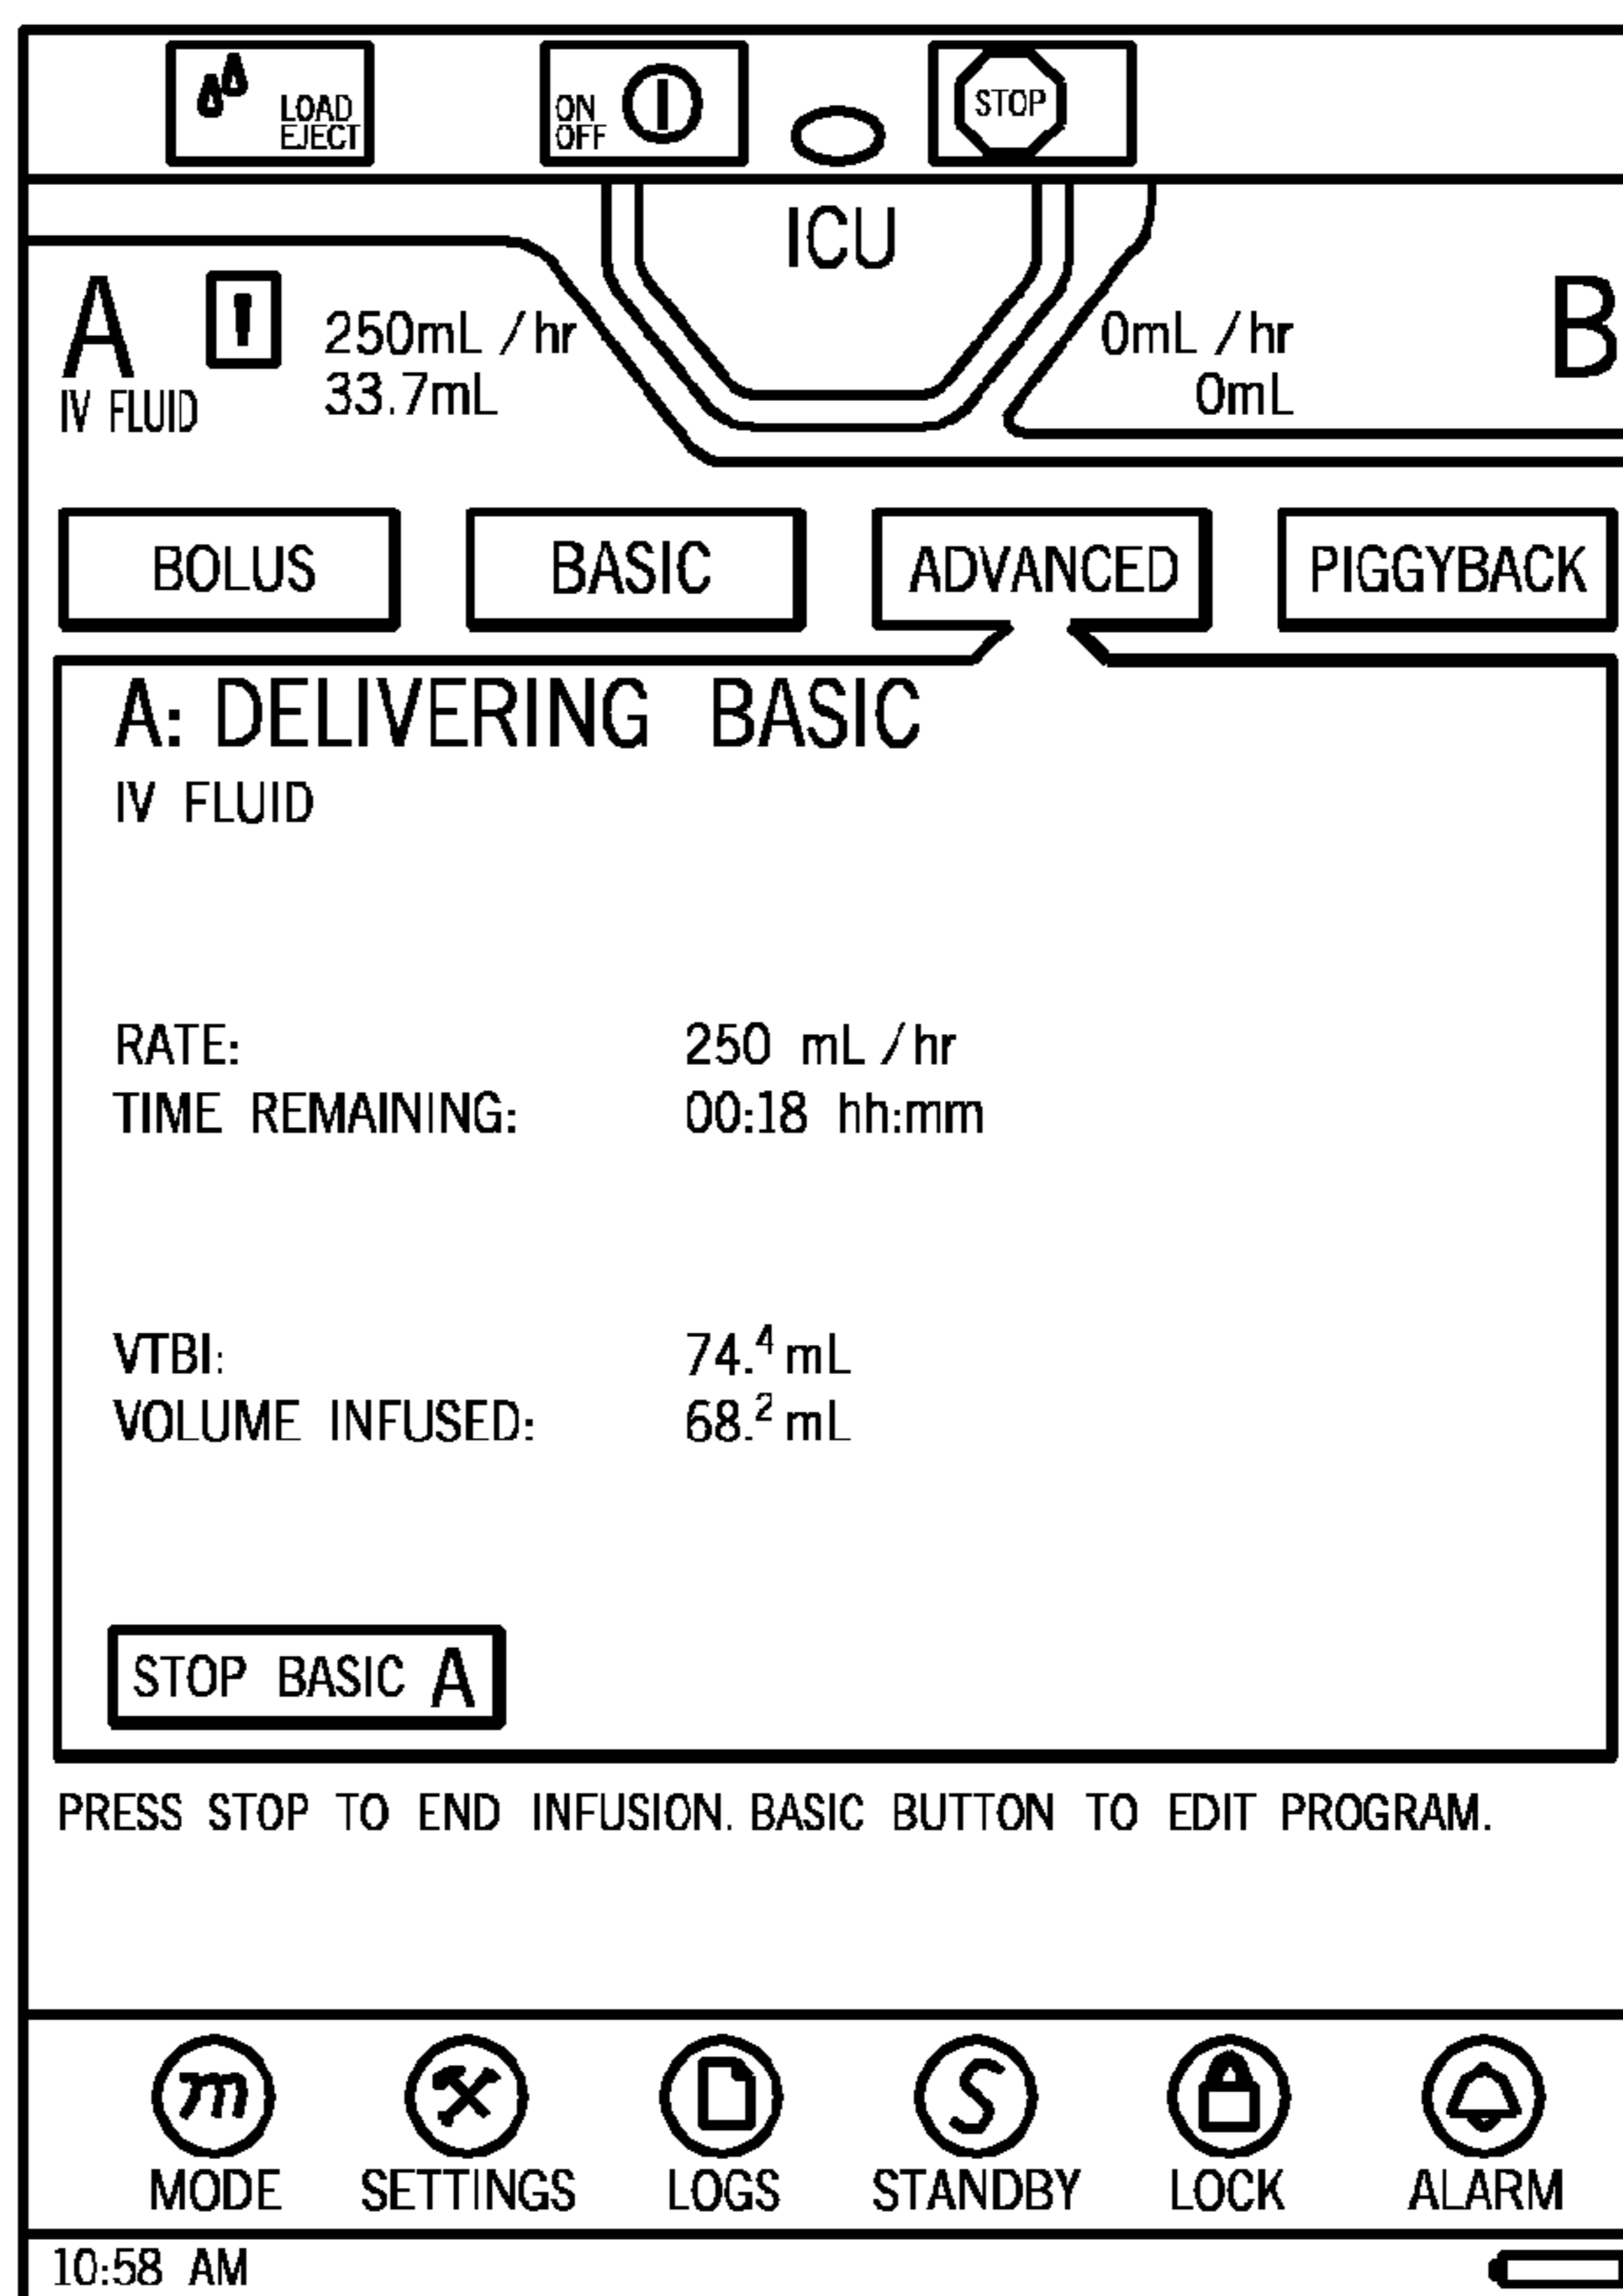 LOAD
EJECT
ON
OFF
STOP
ICU
A
250mL /hr
33.7mL
IV FLUID
0mL /hr
0mL
B
BOLUS
BASIC
ADVANCED
PIGGYBACK
A: DELIVERING BASIC
IV FLUID
RATE: 250 mL /hr
TIME REMAINING: 00:18 hh:mm
VTBI: 74.⁴ mL
VOLUME INFUSED: 68.² mL
STOP BASIC A
PRESS STOP TO END INFUSION. BASIC BUTTON TO EDIT PROGRAM.
m
S
MODE SETTINGS LOGS STANDBY LOCK ALARM
10:58 AM